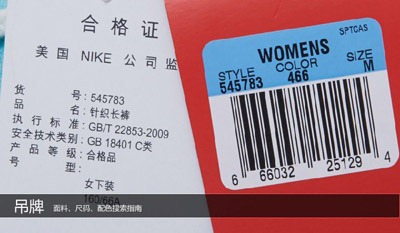 合格证
美国 NIKE 公司监
货号:545783
品名:针织长裤
执行标准:GB/T 22853-2009
安全技术类别:GB 18401 C类
产品等级:合格品
型号:
女下装
160/66A
SPTCAS
WOMENS
STYLE COLOR SIZE
545783 466 M
6 66032 25129 4
吊牌 面料、尺码、配色搜索指南